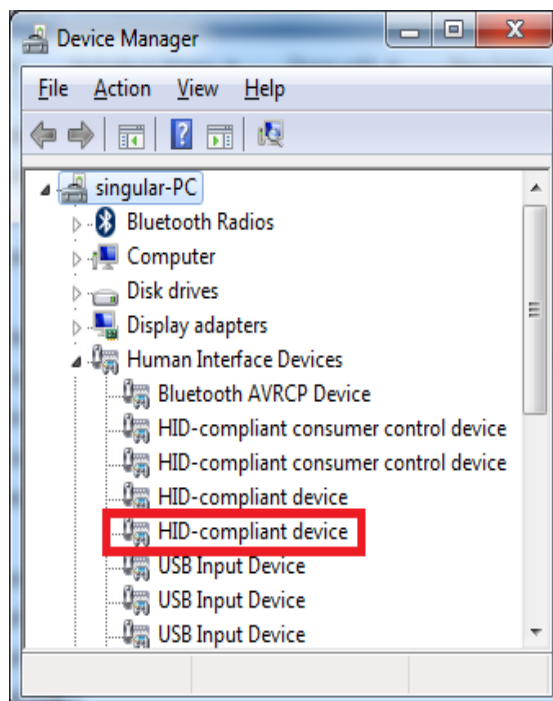 Device Manager
File Action View Help
singular-PC
Bluetooth Radios
Computer
Disk drives
Display adapters
Human Interface Devices
Bluetooth AVRCP Device
HID-compliant consumer control device
HID-compliant consumer control device
HID-compliant device
HID-compliant device
USB Input Device
USB Input Device
USB Input Device